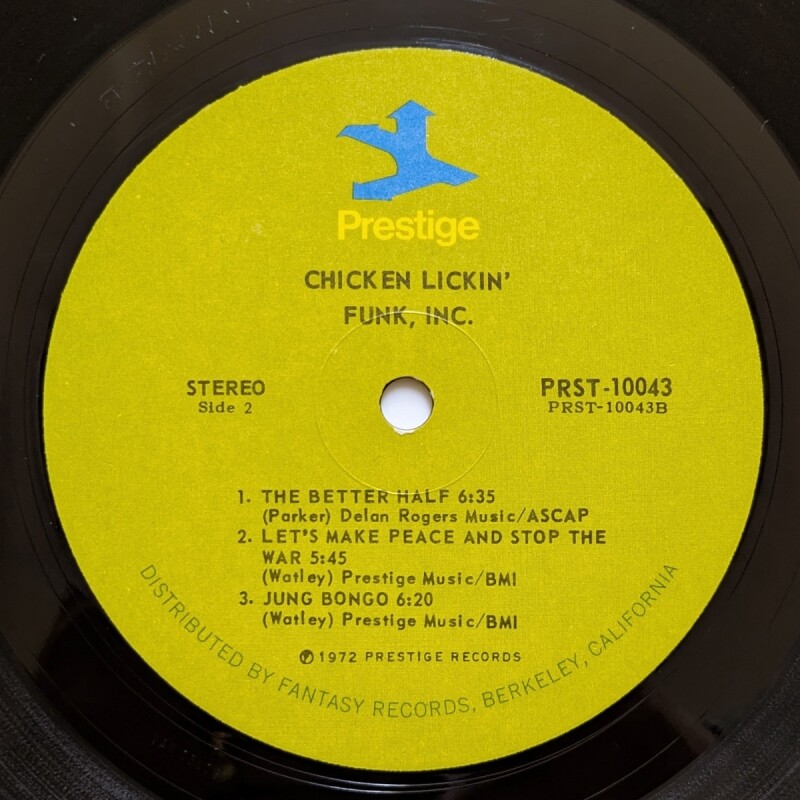 Prestige
CHICKEN LICKIN'
FUNK, INC.
STEREO
Side 2
PRST-10043
PRST-10043B
1. THE BETTER HALF 6:35
(Parker) Delan Rogers Music/ASCAP
2. LET'S MAKE PEACE AND STOP THE
WAR 5:45
(Watley) Prestige Music/BMI
3. JUNG BONGO 6:20
(Watley) Prestige Music/BMI
℗1972 PRESTIGE RECORDS
DISTRIBUTED BY FANTASY RECORDS, BERKELEY, CALIFORNIA